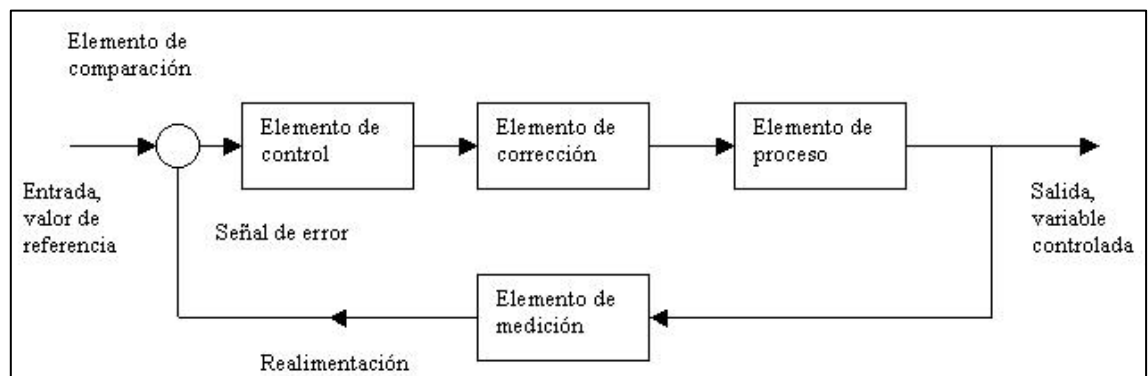 Elemento de
comparación
Elemento de
control
Elemento de
corrección
Elemento de
proceso
Entrada,
valor de
referencia
Señal de error
Salida,
variable
controlada
Elemento de
medición
Realimentación